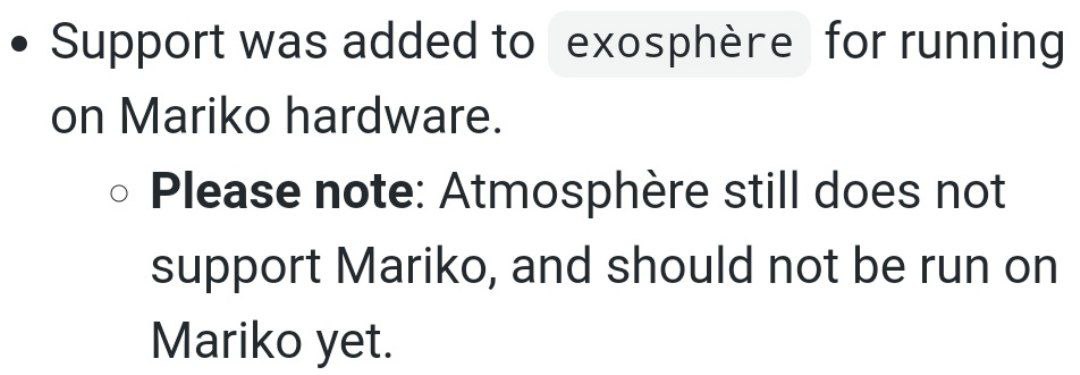 • Support was added to exosphère for running
on Mariko hardware.
○ Please note: Atmosphère still does not
support Mariko, and should not be run on
Mariko yet.